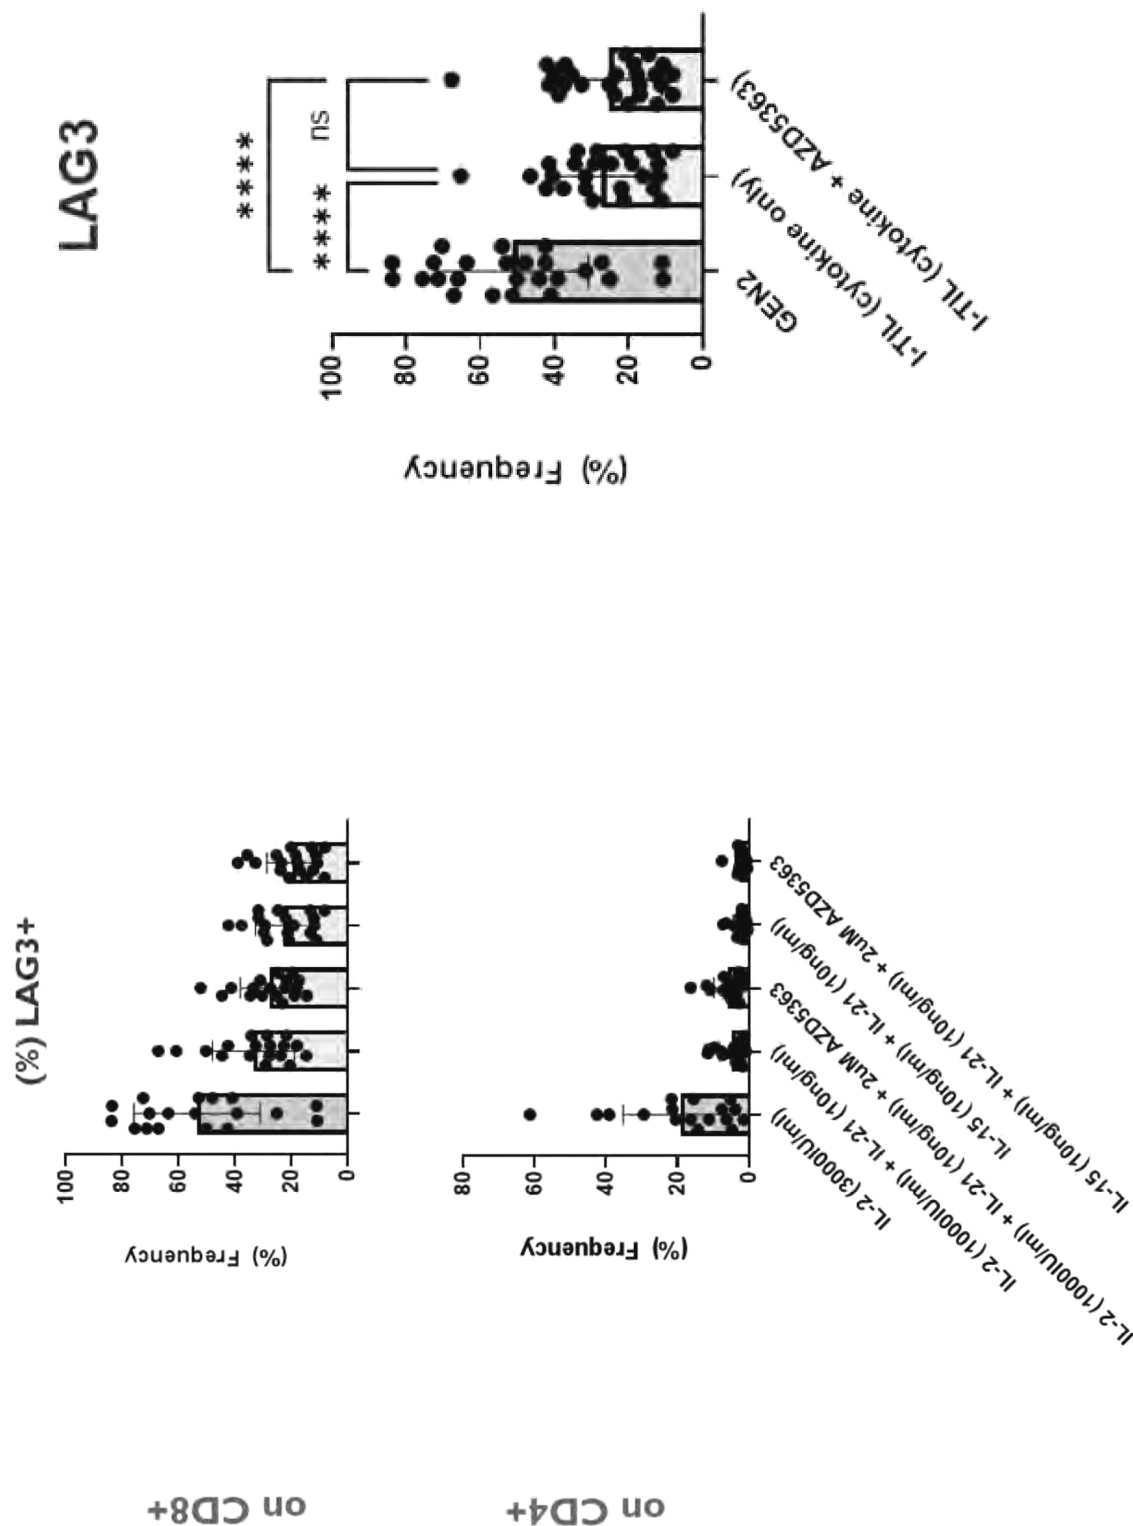 LAG3
****
****
ns
100
80
60
40
20
0
(%) Frequency
GEN2
I-TIL (cytokine only)
I-TIL (cytokine + AZD5363)
(%) LAG3+
on CD8+
(%) Frequency
100
80
60
40
20
0
on CD4+
(%) Frequency
80
60
40
20
0
IL-2 (3000IU/ml)
IL-2 (1000IU/ml) + IL-21 (10ng/ml)
IL-2 (1000IU/ml) + IL-21 (10ng/ml) + 2uM AZD5363
IL-15 (10ng/ml) + IL-21 (10ng/ml)
IL-15 (10ng/ml) + IL-21 (10ng/ml) + 2uM AZD5363